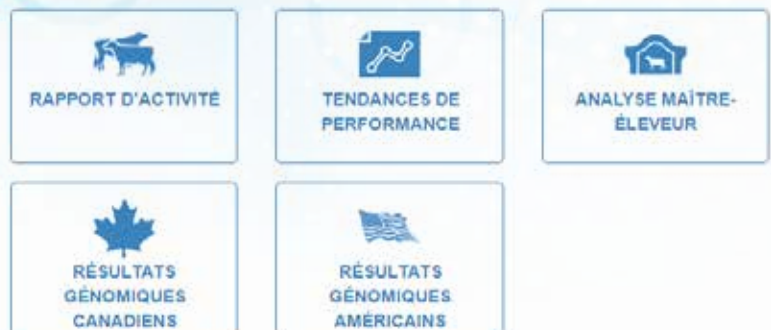 RAPPORT D'ACTIVITÉ
TENDANCES DE
PERFORMANCE
ANALYSE MAÎTRE-
ÉLEVEUR
RÉSULTATS
GÉNOMIQUES
CANADIENS
RÉSULTATS
GÉNOMIQUES
AMÉRICAINS